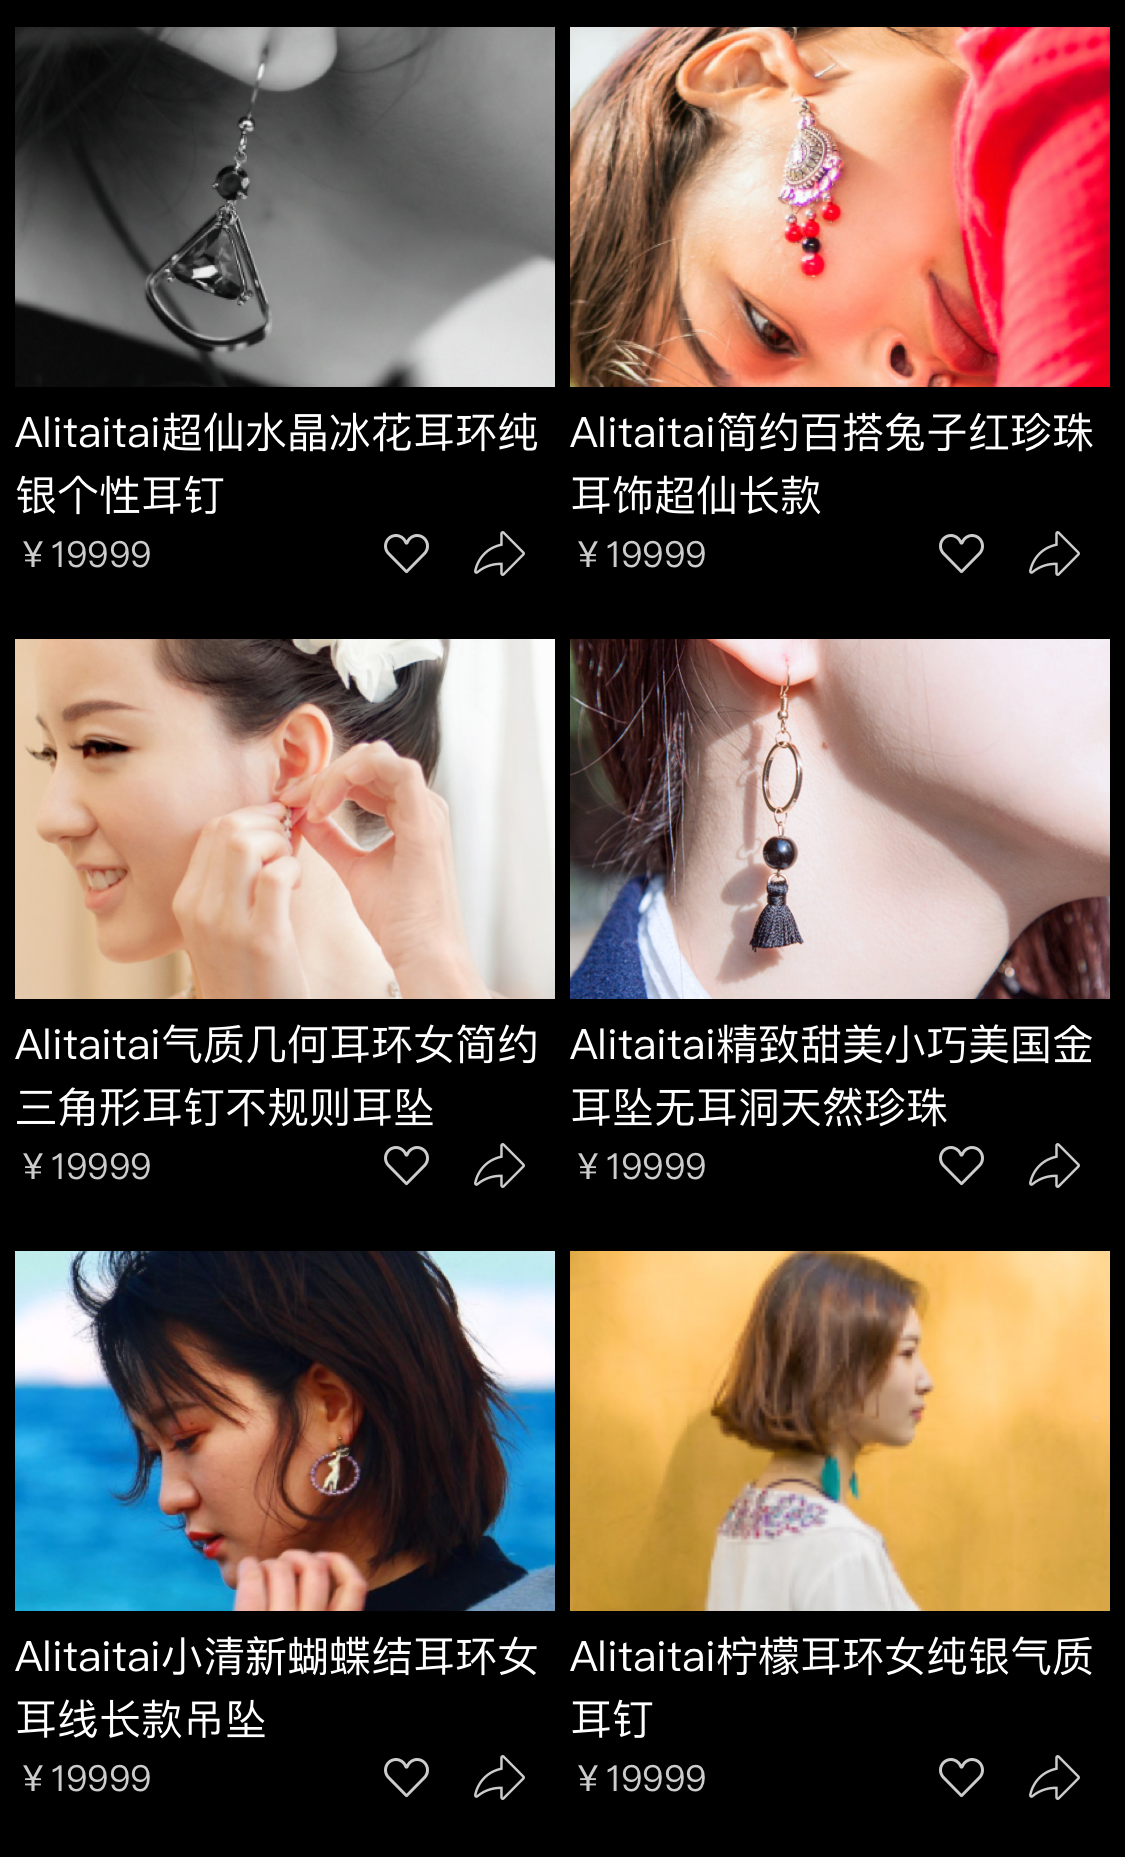 Alitaitai超仙水晶冰花耳环纯
银个性耳钉
¥19999
Alitaitai简约百搭兔子红珍珠
耳饰超仙长款
¥19999
Alitaitai气质几何耳环女简约
三角形耳钉不规则耳坠
¥19999
Alitaitai精致甜美小巧美国金
耳坠无耳洞天然珍珠
¥19999
Alitaitai小清新蝴蝶结耳环女
耳线长款吊坠
¥19999
Alitaitai柠檬耳环女纯银气质
耳钉
¥19999